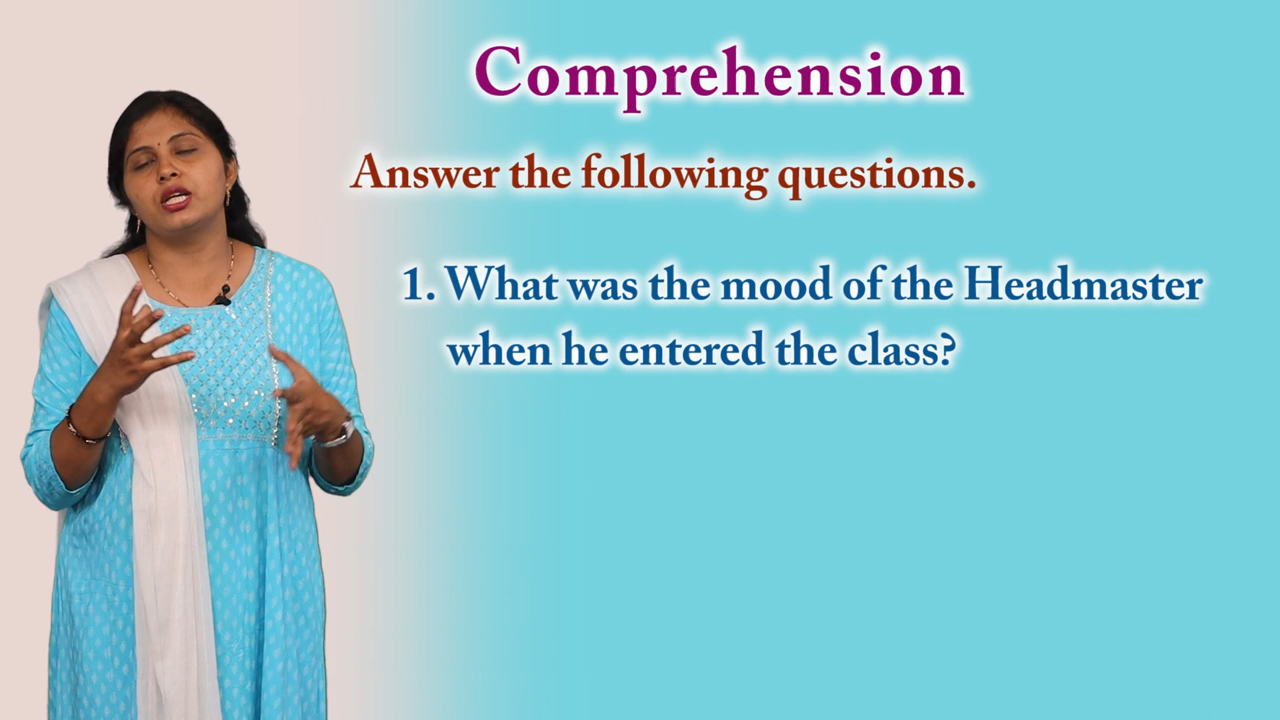 Comprehension
Answer the following questions.
1. What was the mood of the Headmaster
when he entered the class?